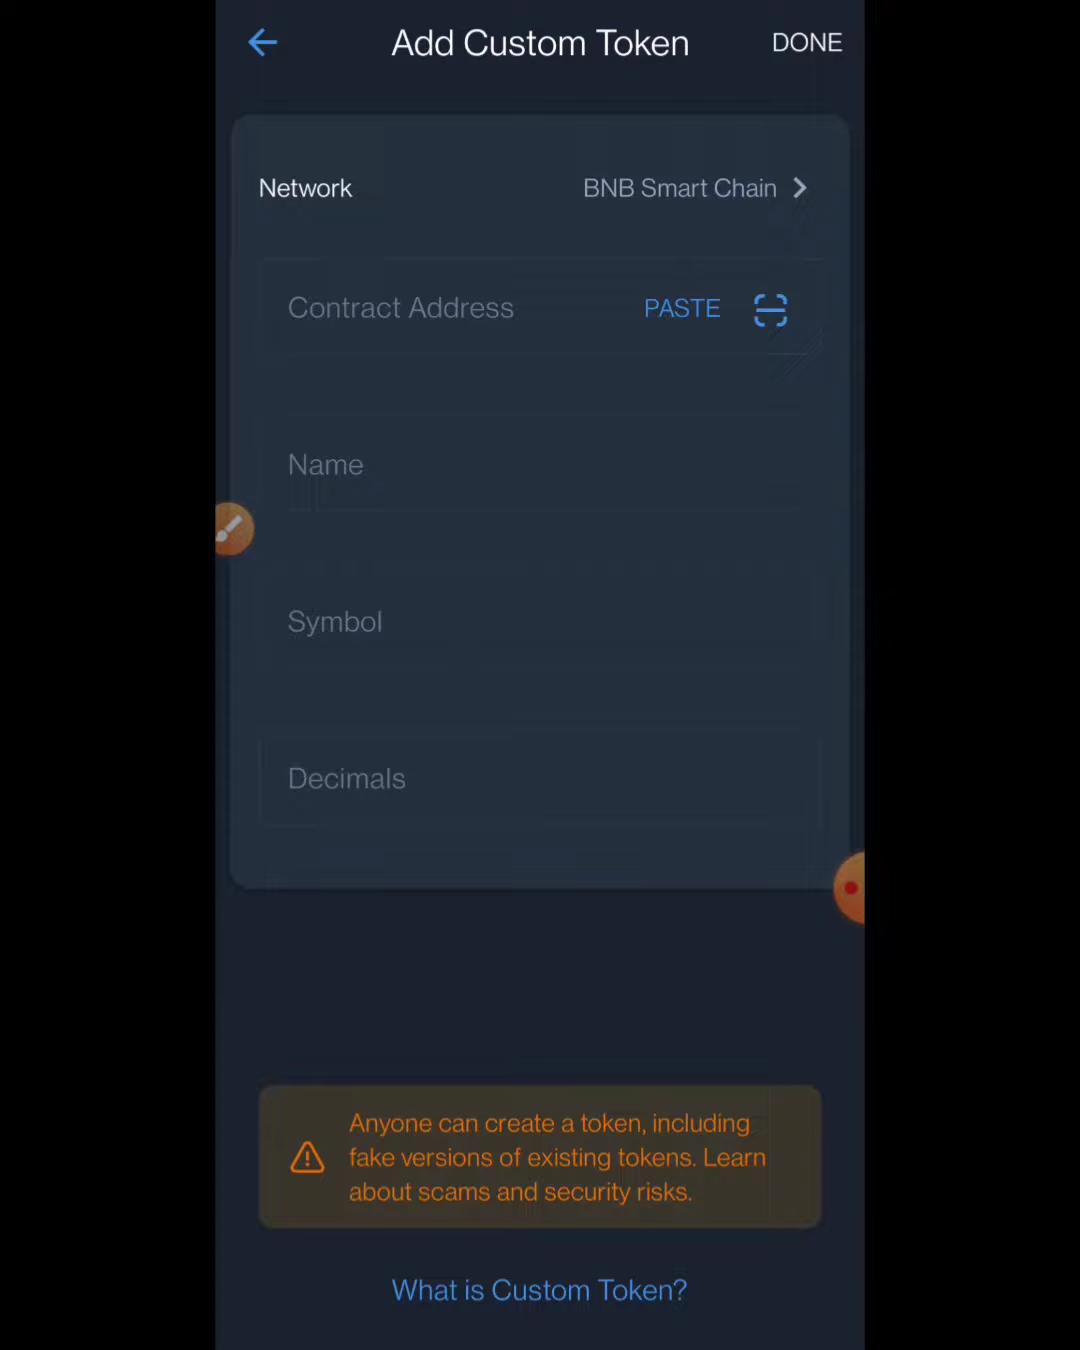 Add Custom Token
DONE
Network
BNB Smart Chain
Contract Address
PASTE
Name
Symbol
Decimals
Anyone can create a token, including
fake versions of existing tokens. Learn
about scams and security risks.
What is Custom Token?